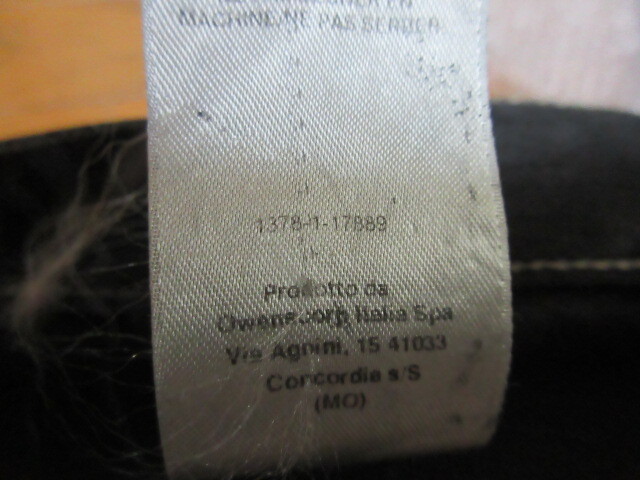 MACHINE/NE PAS SECHER
1378-1-17889
Prodotto da
Owenscorp Italia Spa
Via Agnini, 15 41033
Concordia s/S
(MO)